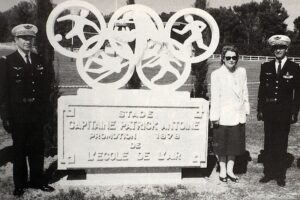 STADE
CAPITAINE PATRICK ANTOINE
PROMOTION 1978
DE
L'ECOLE DE L'AIR